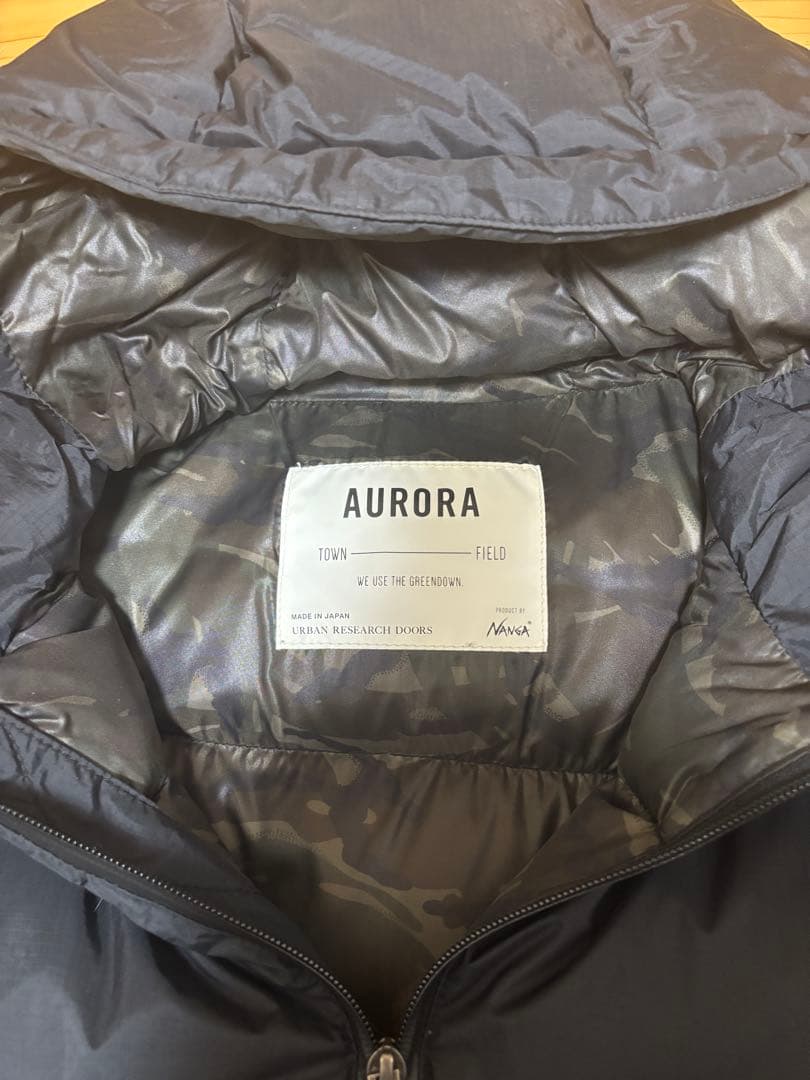 AURORA
TOWN FIELD
WE USE THE GREENDOWN.
MADE IN JAPAN
URBAN RESEARCH DOORS
PRODUCT BY
NANGA®